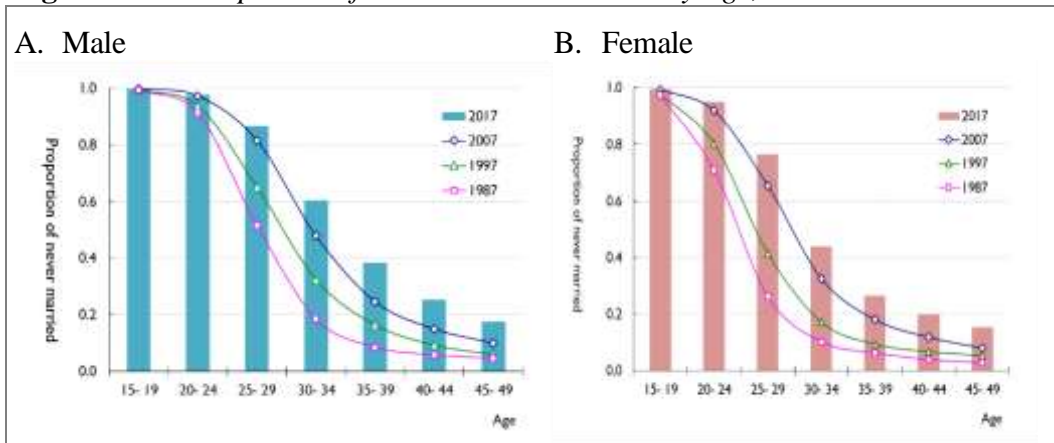 A. Male
Proportion of never married
1.0
0.8
0.6
0.4
0.2
0.0
2017
2007
1997
1987
15- 19 20- 24 25- 29 30- 34 35- 39 40- 44 45- 49
Age
B. Female
Proportion of never married
1.0
0.8
0.6
0.4
0.2
0.0
2017
2007
1997
1987
15- 19 20- 24 25- 29 30- 34 35- 39 40- 44 45- 49
Age